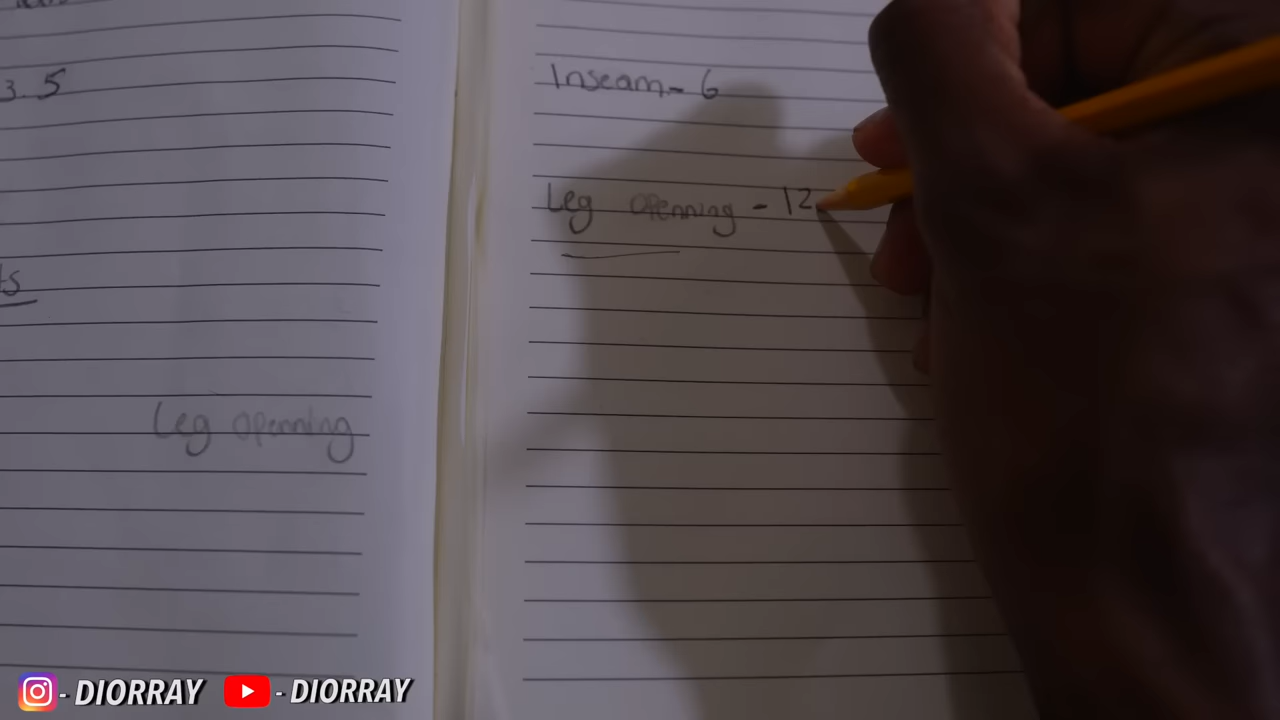 3.5
Leg openning
Inseam - 6
Leg openning - 12
- DIORRAY - DIORRAY